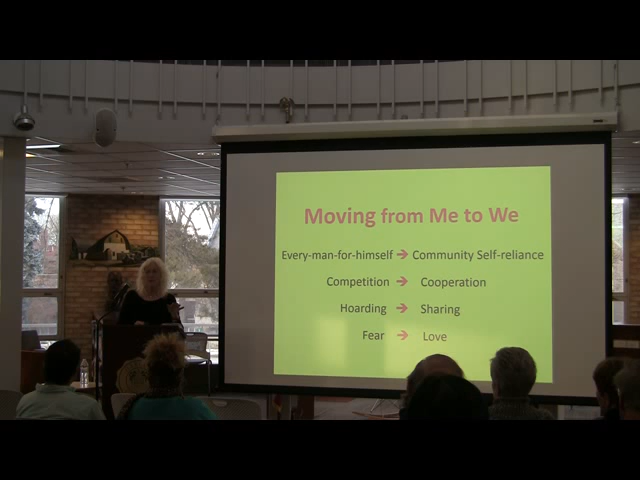 Moving from Me to We
Every-man-for-himself → Community Self-reliance
Competition → Cooperation
Hoarding → Sharing
Fear → Love